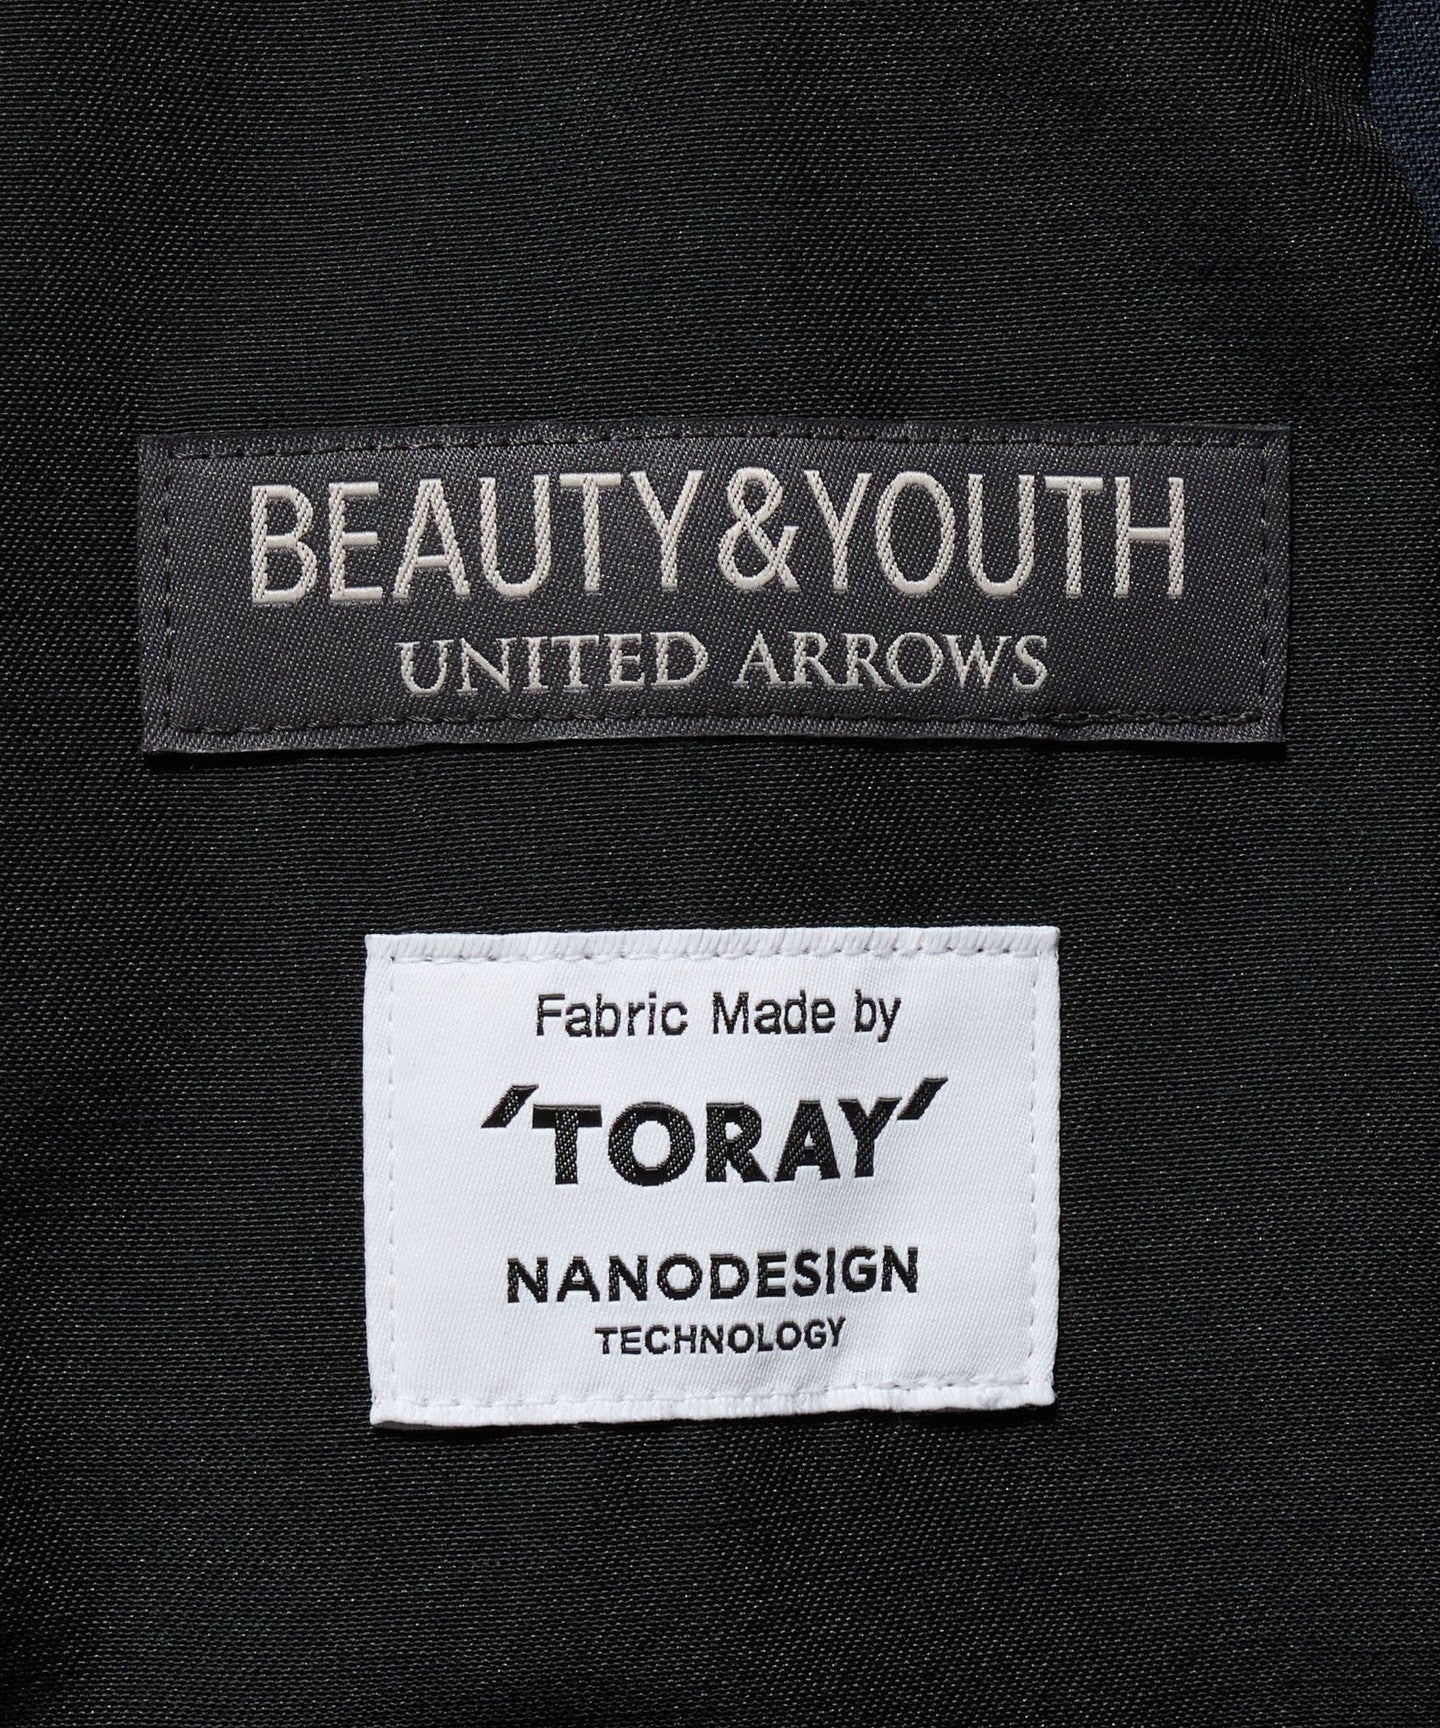 BEAUTY&YOUTH
UNITED ARROWS
Fabric Made by
'TORAY'
NANODESIGN
TECHNOLOGY